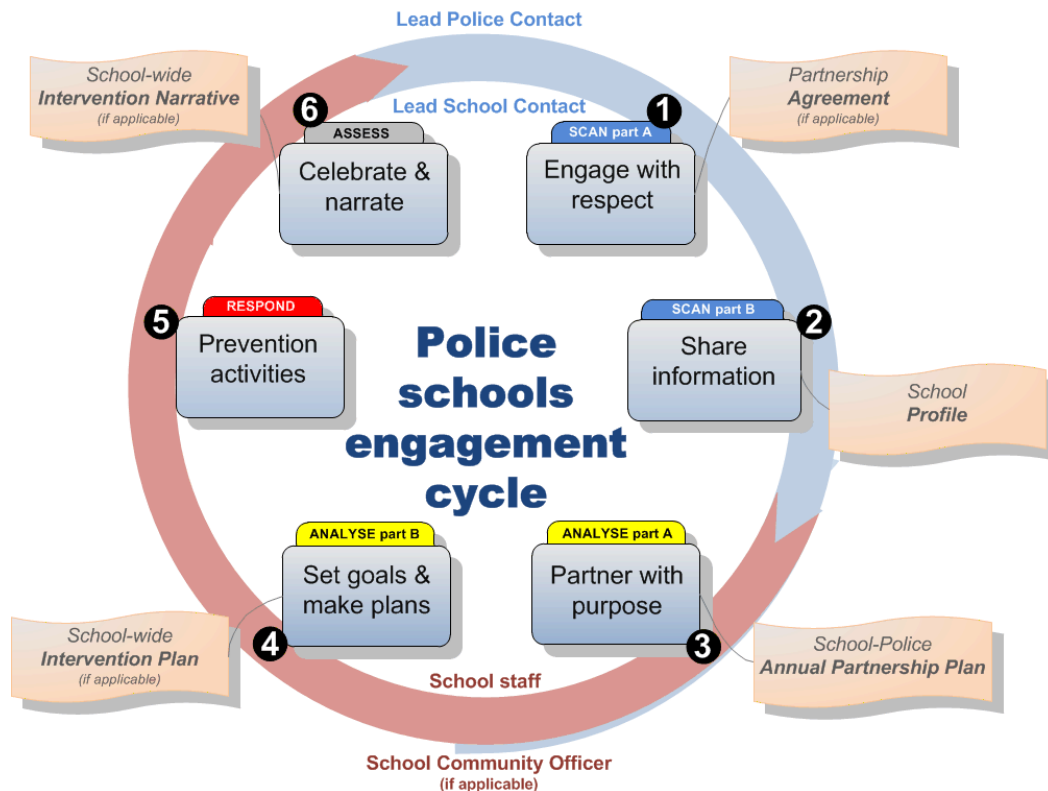 Lead Police Contact
Lead School Contact
School-wide
Intervention Narrative
(if applicable)
6
ASSESS
Celebrate &
narrate
1
SCAN part A
Engage with
respect
Partnership
Agreement
(if applicable)
5
RESPOND
Prevention
activities
Police
schools
engagement
cycle
SCAN part B
2
Share
information
School
Profile
ANALYSE part B
Set goals &
make plans
4
ANALYSE part A
Partner with
purpose
3
School-wide
Intervention Plan
(if applicable)
School-Police
Annual Partnership Plan
School staff
School Community Officer
(if applicable)